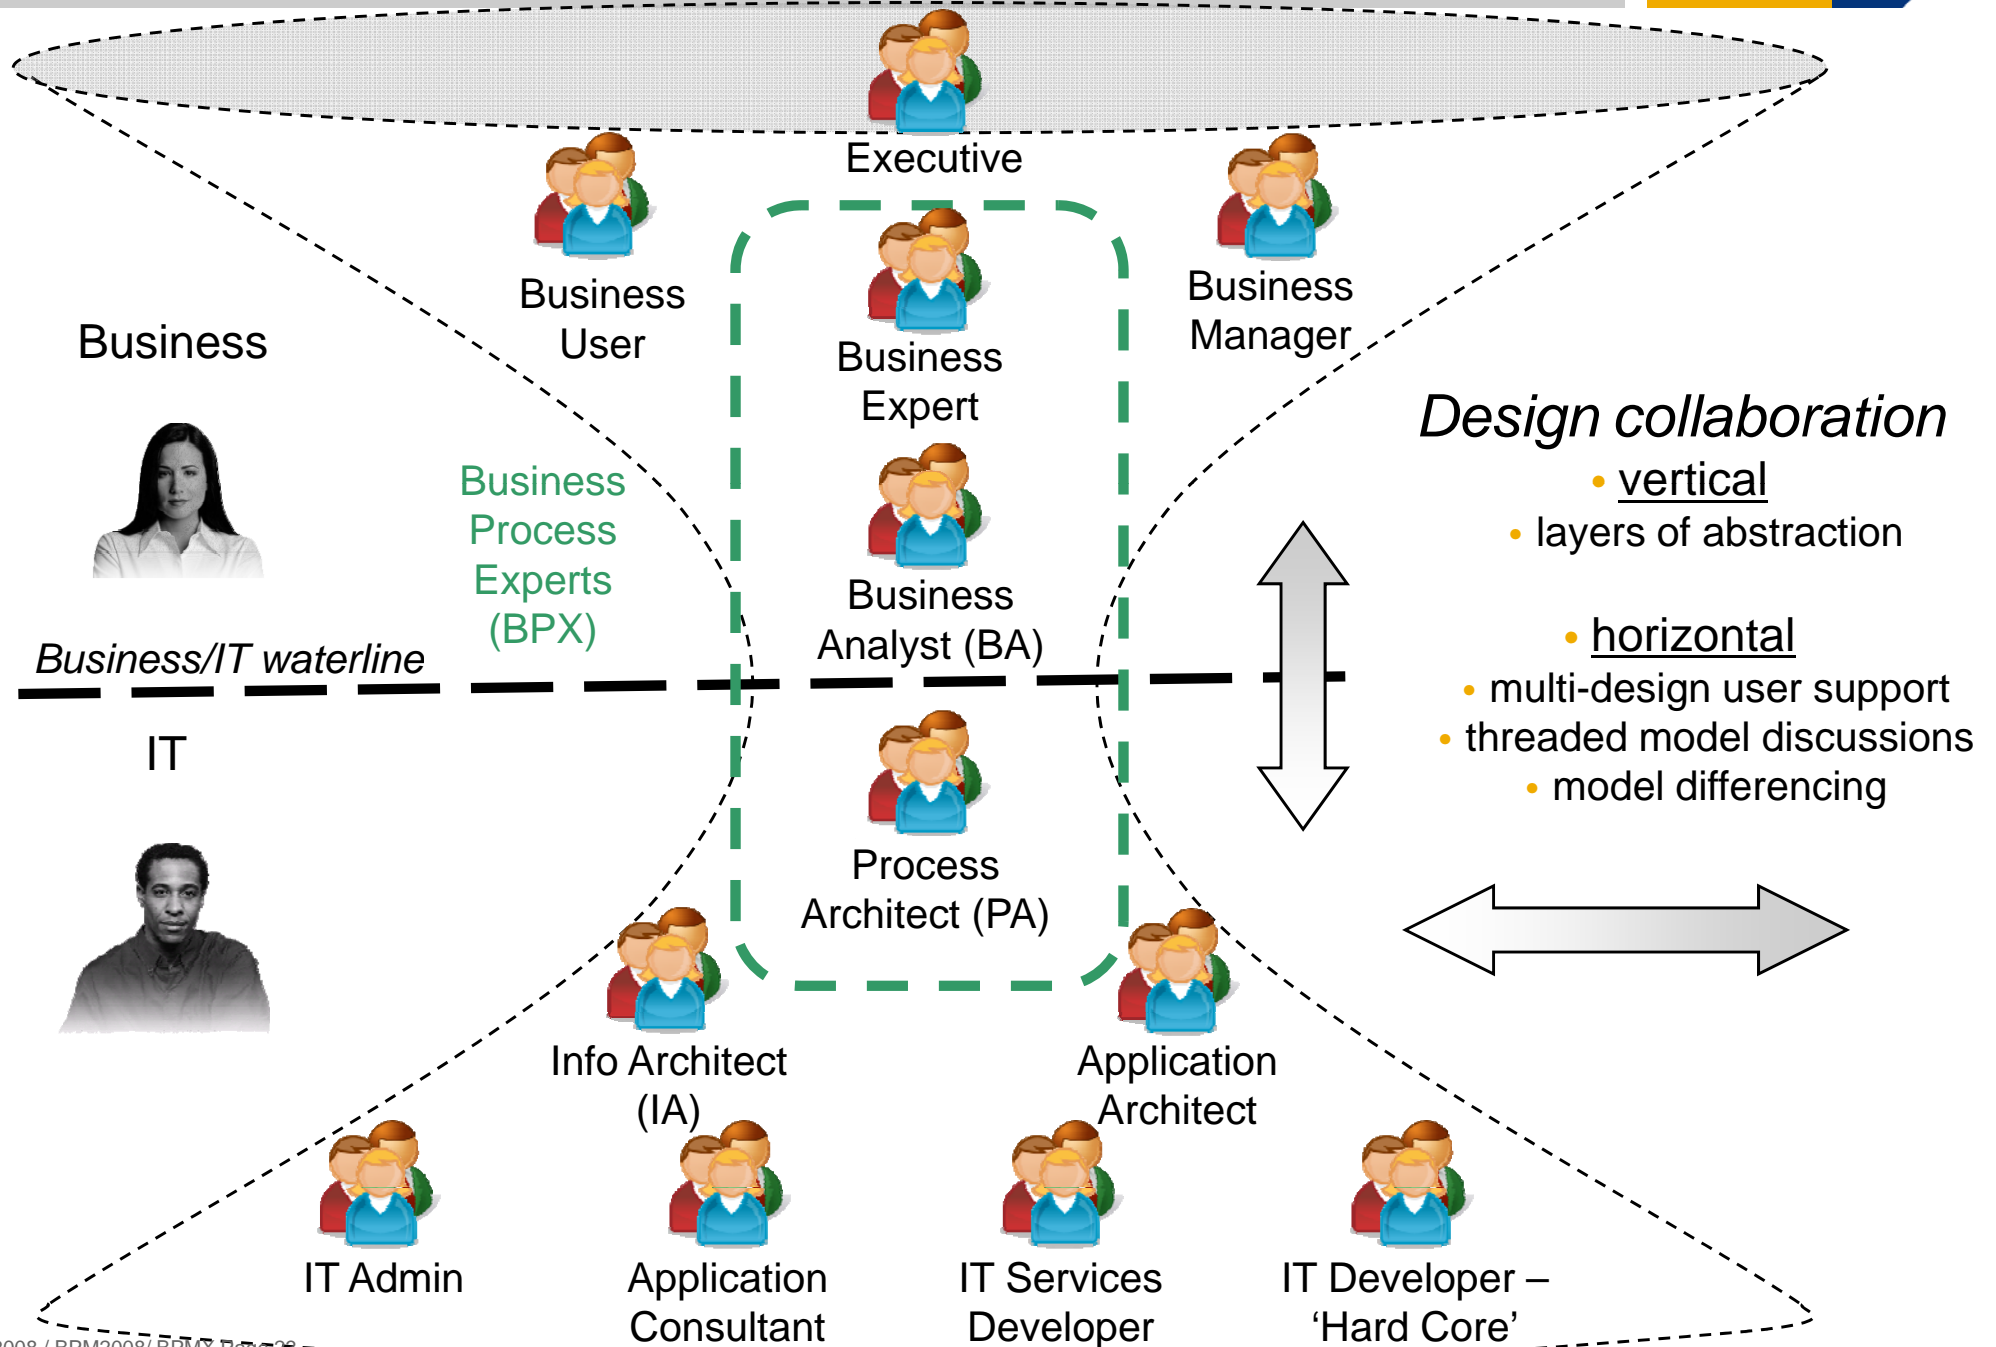 Executive
Business
User
Business
Manager
Business
Business
Expert
Design collaboration
• vertical
• layers of abstraction
Business
Process
Experts
(BPX)
Business
Analyst (BA)
• horizontal
• multi-design user support
• threaded model discussions
• model differencing
Business/IT waterline
IT
Process
Architect (PA)
Info Architect
(IA)
Application
Architect
IT Admin
Application
Consultant
IT Services
Developer
IT Developer –
‘Hard Core’
/ BPM2008/ BPMX